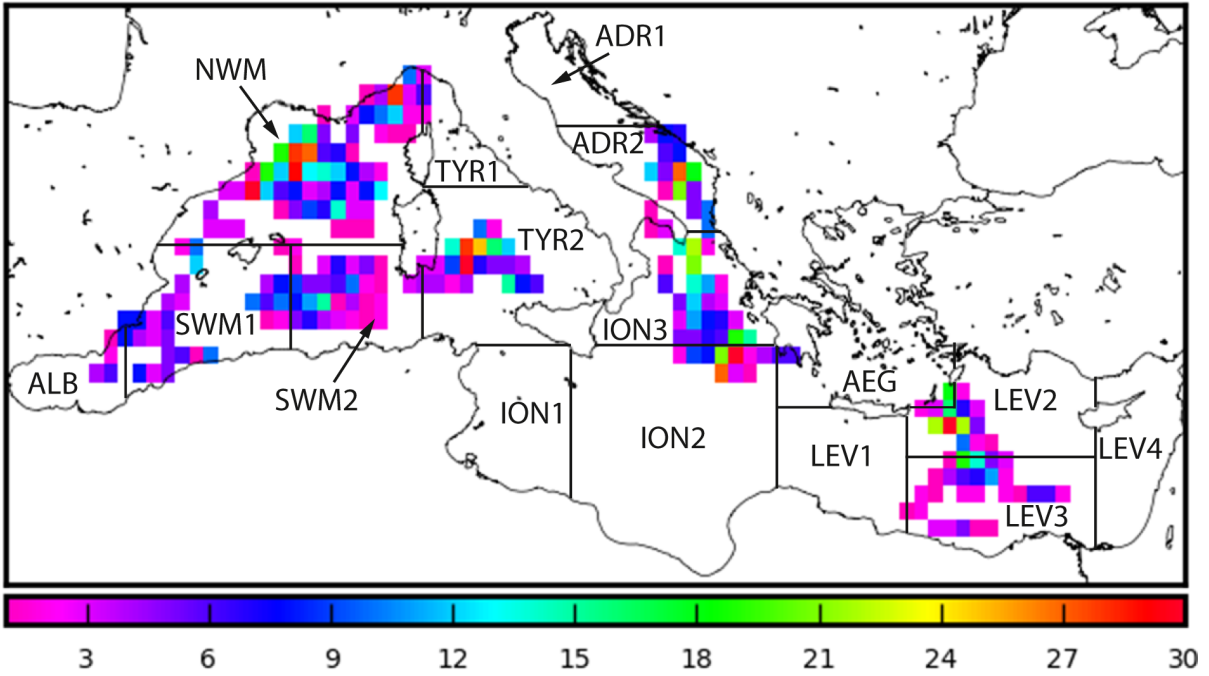 ADR1
NWM
ADR2
TYR1
TYR2
SWM1
ION3
ALB
SWM2
AEG
LEV2
ION1
ION2
LEV1
LEV4
LEV3
3 6 9 12 15 18 21 24 27 30